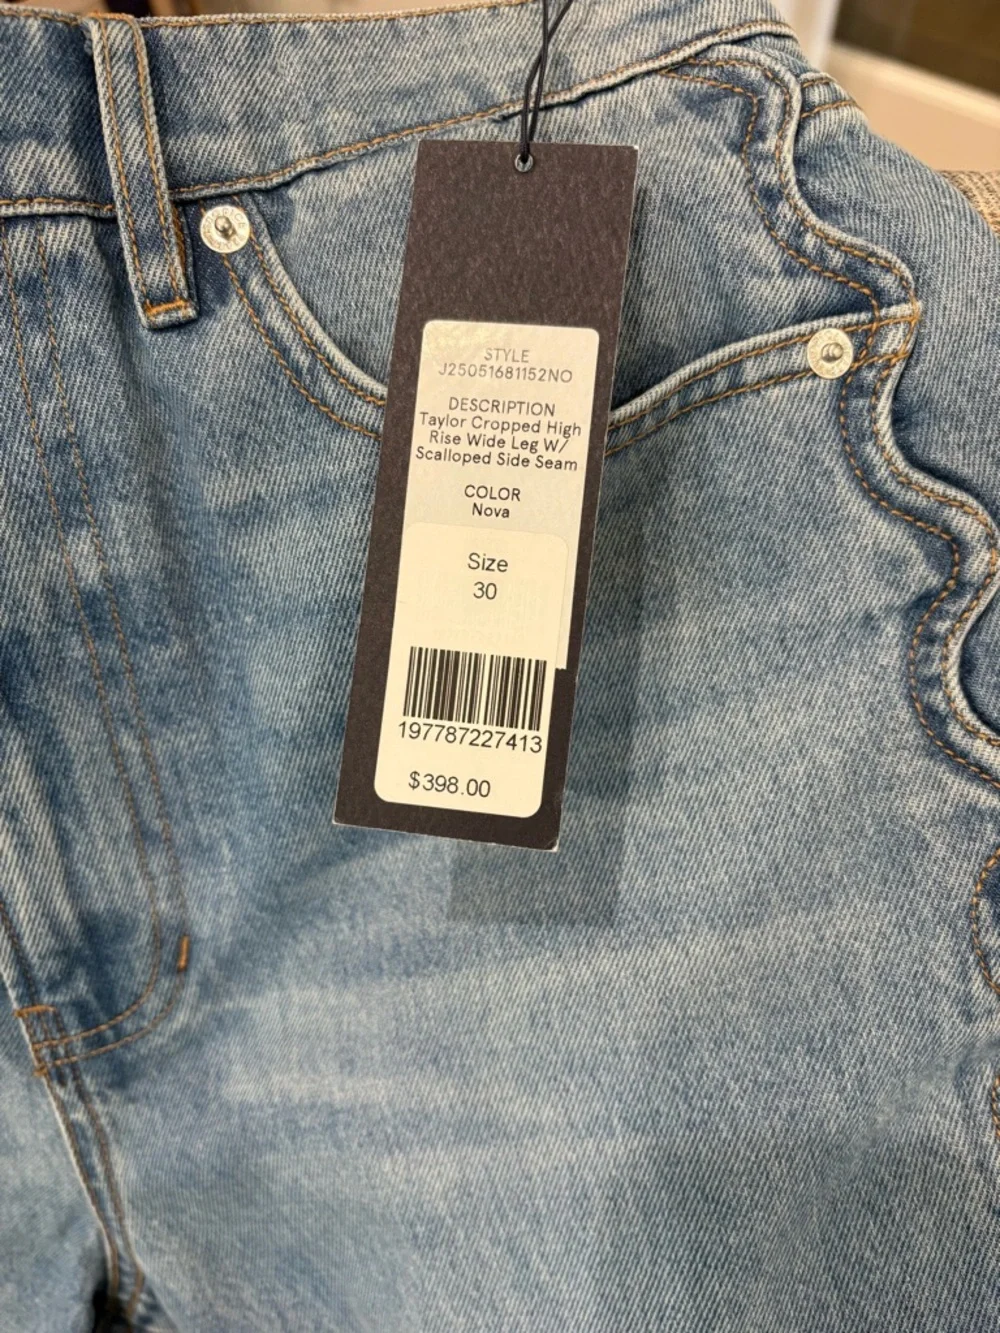 STYLE
J25051681152NO
DESCRIPTION
Taylor Cropped High
Rise Wide Leg W/
Scalloped Side Seam
COLOR
Nova
Size
30
197787227413
$398.00